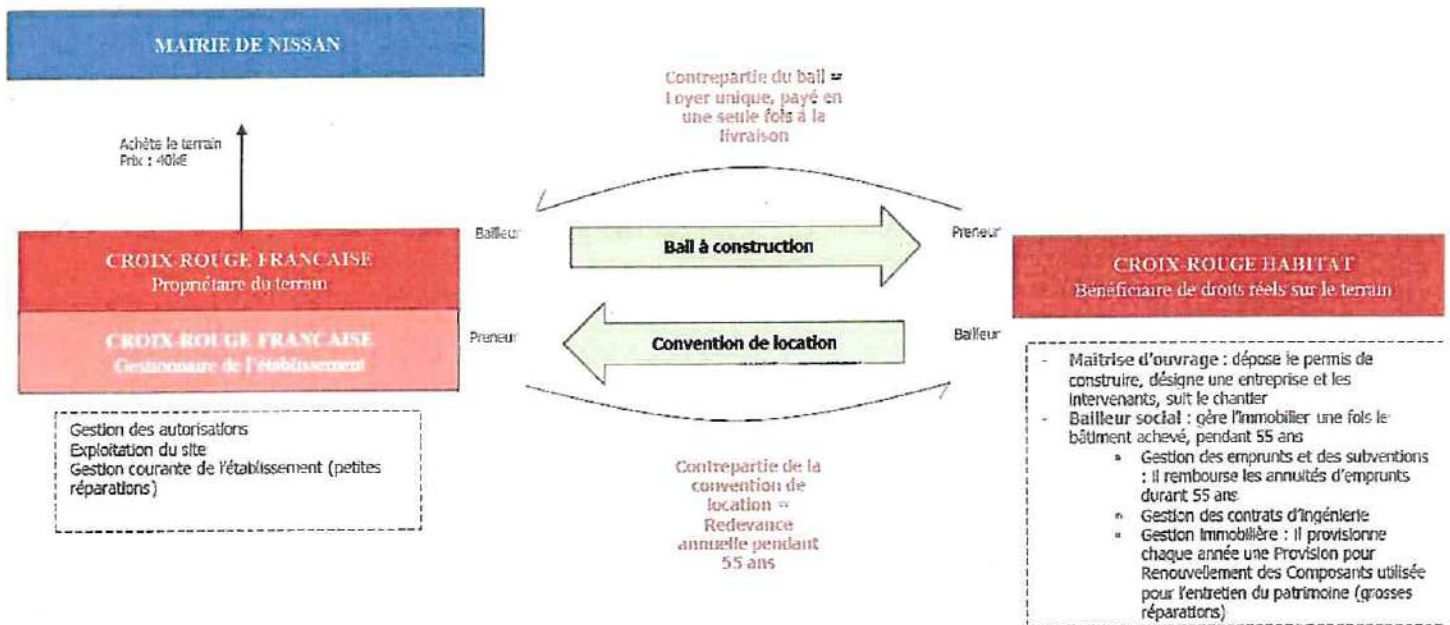 MAIRIE DE NISSAN
Contrepartie du bail =
Loyer unique, payé en
une seule fois à la
livraison
Achète le terrain
Prix : 40k€
Bailleur
Ball à construction
Preneur
CROIX-ROUGE FRANCAISE
Propriétaire du terrain
CROIX-ROUGE HABITAT
Bénéficiaire de droits réels sur le terrain
CROIX-ROUGE FRANCAISE
Gestionnaire de l'établissement
Preneur
Convention de location
Bailleur
Gestion des autorisations
Exploitation du site
Gestion courante de l'établissement (petites
réparations)
Contrepartie de la
convention de
location =
Redevance
annuelle pendant
55 ans
- Maîtrise d'ouvrage : dépose le permis de
construire, désigne une entreprise et les
intervenants, suit le chantier
- Bailleur social : gère l'immobilier une fois le
bâtiment achevé, pendant 55 ans
Gestion des emprunts et des subventions
: il rembourse les annuités d'emprunts
durant 55 ans
Gestion des contrats d'ingénierie
Gestion immobilière : il provisionne
chaque année une Provision pour
Renouvellement des Composants utilisée
pour l'entretien du patrimoine (grosses
réparations)